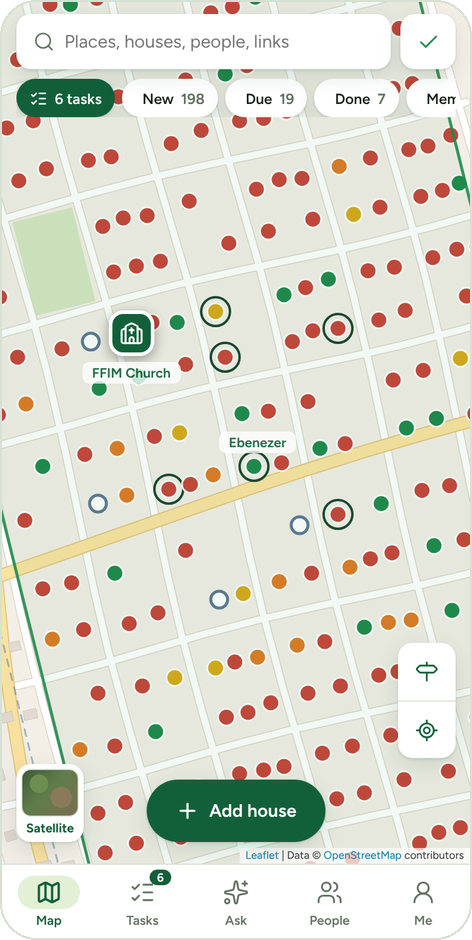 Places, houses, people, links
6 tasks
New 198
Due 19
Done 7
Mem
FFIM Church
Ebenezer
Satellite
+ Add house
Leaflet | Data © OpenStreetMap contributors
6
Map
Tasks
Ask
People
Me